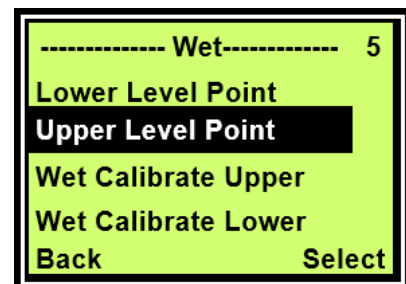 -------------- Wet------------- 5
Lower Level Point
Upper Level Point
Wet Calibrate Upper
Wet Calibrate Lower
Back Select